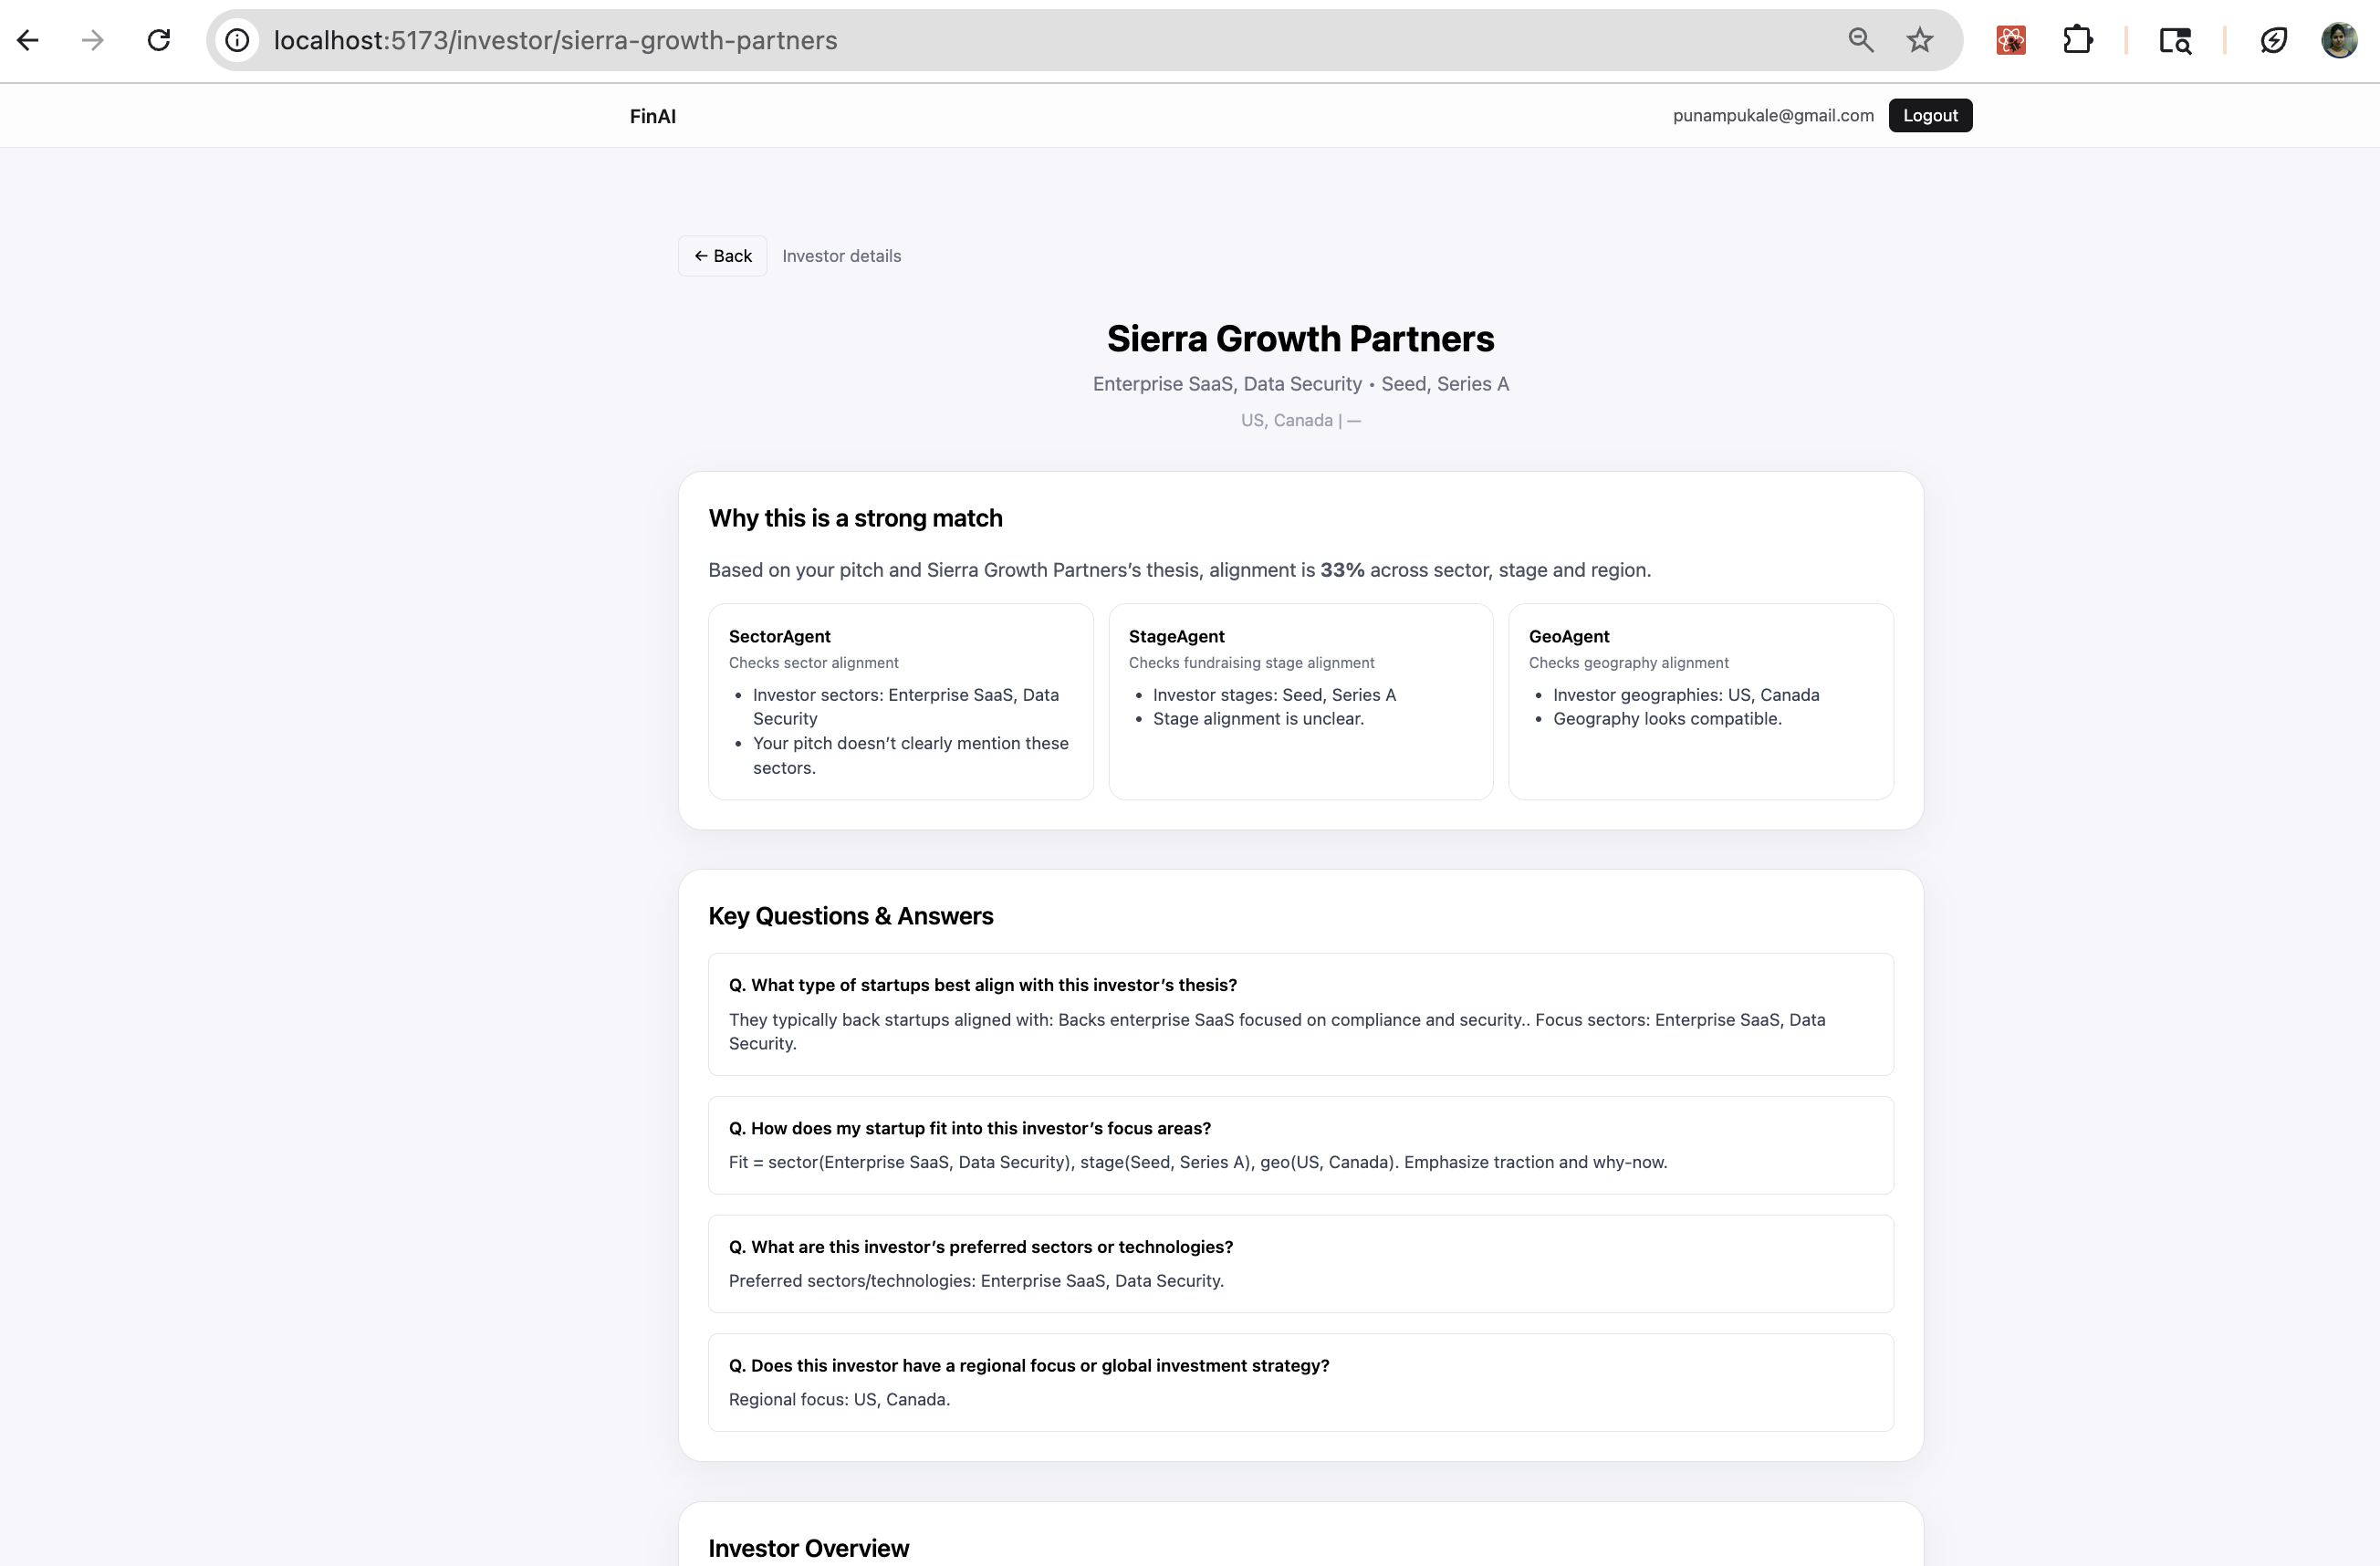 localhost:5173/investor/sierra-growth-partners
FinAI
punampukale@gmail.com
Logout
← Back
Investor details
Sierra Growth Partners
Enterprise SaaS, Data Security • Seed, Series A
US, Canada | —
Why this is a strong match
Based on your pitch and Sierra Growth Partners’s thesis, alignment is 33% across sector, stage and region.
SectorAgent
Checks sector alignment
• Investor sectors: Enterprise SaaS, Data
Security
• Your pitch doesn’t clearly mention these
sectors.
StageAgent
Checks fundraising stage alignment
• Investor stages: Seed, Series A
• Stage alignment is unclear.
GeoAgent
Checks geography alignment
• Investor geographies: US, Canada
• Geography looks compatible.
Key Questions & Answers
Q. What type of startups best align with this investor’s thesis?
They typically back startups aligned with: Backs enterprise SaaS focused on compliance and security.. Focus sectors: Enterprise SaaS, Data
Security.
Q. How does my startup fit into this investor’s focus areas?
Fit = sector(Enterprise SaaS, Data Security), stage(Seed, Series A), geo(US, Canada). Emphasize traction and why-now.
Q. What are this investor’s preferred sectors or technologies?
Preferred sectors/technologies: Enterprise SaaS, Data Security.
Q. Does this investor have a regional focus or global investment strategy?
Regional focus: US, Canada.
Investor Overview